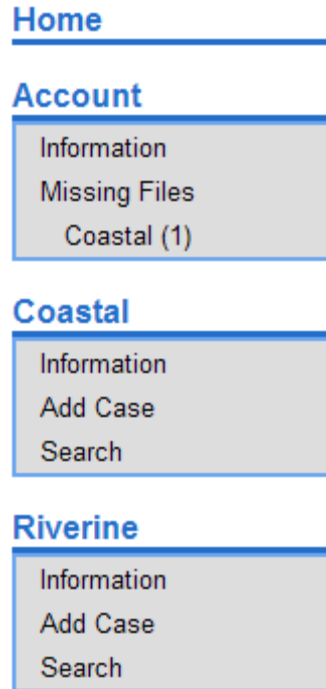 Home
Account
Information
Missing Files
Coastal (1)
Coastal
Information
Add Case
Search
Riverine
Information
Add Case
Search